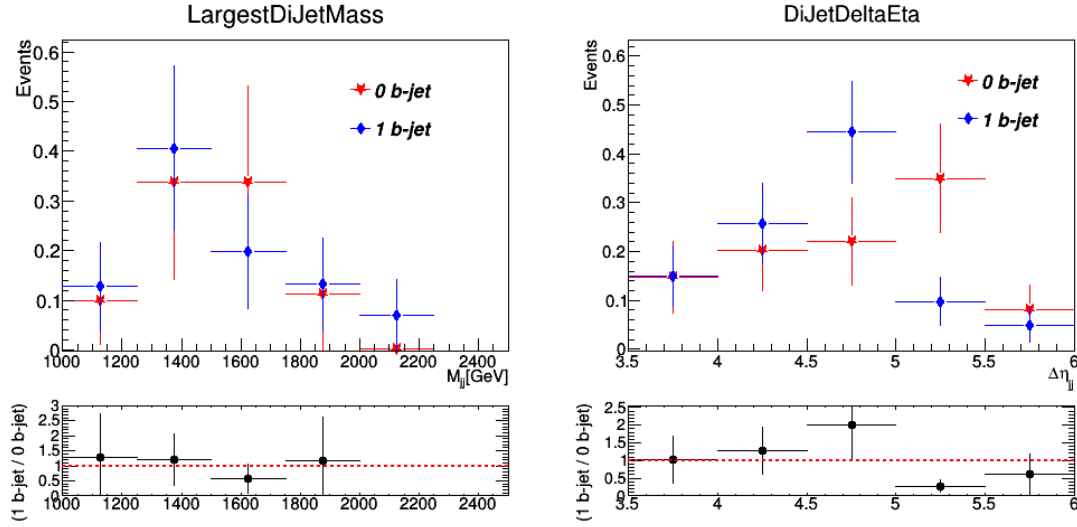 LargestDiJetMass
Events
0.6
0.5
0.4
0.3
0.2
0.1
0
0 b-jet
1 b-jet
1000 1200 1400 1600 1800 2000 2200 2400
M_jj[GeV]
(1 b-jet / 0 b-jet)
3
2.5
2
1.5
1
0.5
0
1000 1200 1400 1600 1800 2000 2200 2400
DiJetDeltaEta
Events
0.6
0.5
0.4
0.3
0.2
0.1
0
0 b-jet
1 b-jet
3.5 4 4.5 5 5.5 6
Δη_jj
(1 b-jet / 0 b-jet)
2.5
2
1.5
1
0.5
0
3.5 4 4.5 5 5.5 6